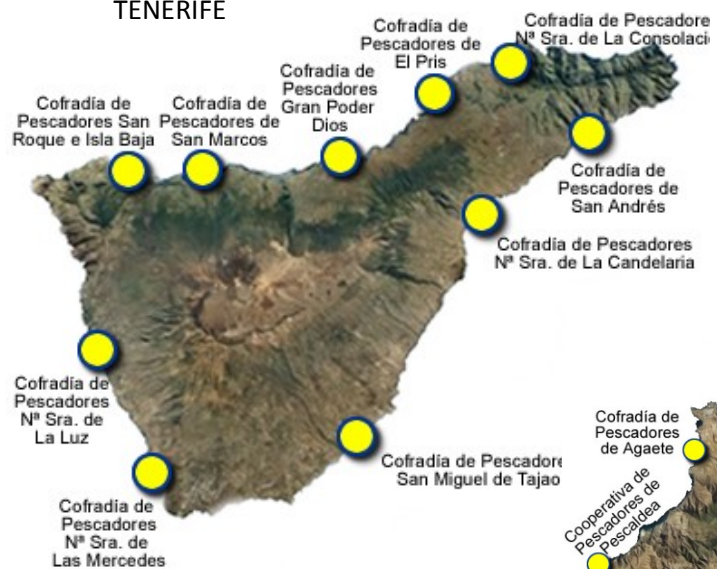 TENERIFE
Cofradía de
Pescadores San
Roque e Isla Baja
Cofradía de
Pescadores de
San Marcos
Cofradía de
Pescadores
Gran Poder
Dios
Cofradía de
Pescadores de
El Pris
Cofradía de Pescadore
Nª Sra. de La Consolaci
Cofradía de
Pescadores de
San Andrés
Cofradía de Pescadores
Nª Sra. de La Candelaria
Cofradía de
Pescadores
Nª Sra. de
La Luz
Cofradía de Pescadore
San Miguel de Tajao
Cofradía de
Pescadores
Nª Sra. de
Las Mercedes
Cofradía de
Pescadores
de Agaete
Cooperativa de
Pescadores de
Pescaldea